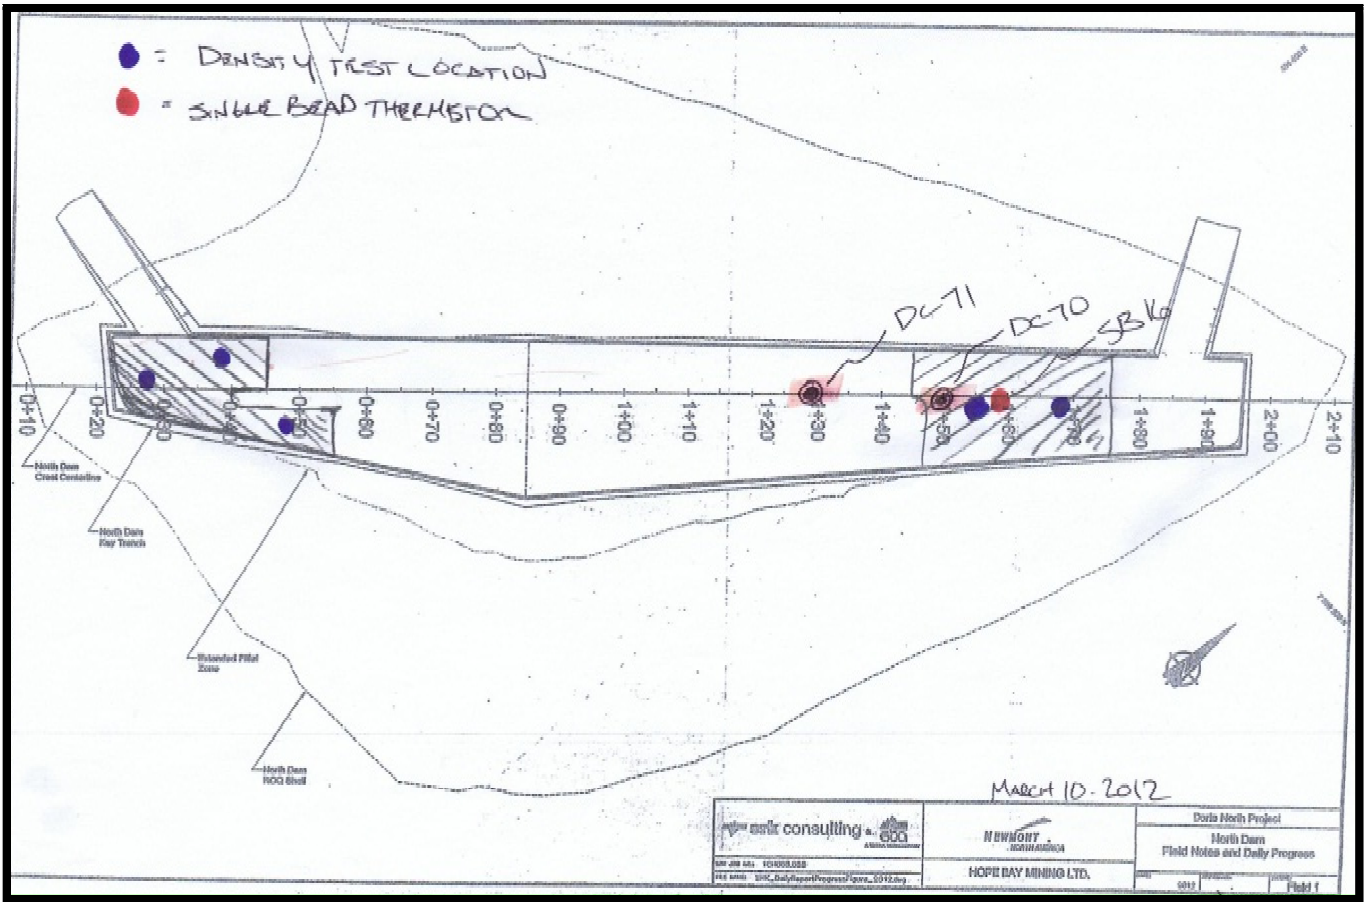 = DENSITY TEST LOCATION
= SINGLE BEAD THERMISTOR
DC-71
DC-70
SB
0+10
0+20
0+30
0+40
0+50
0+60
0+70
0+80
0+90
1+00
1+10
1+20
1+30
1+40
1+50
1+60
1+70
1+80
1+90
2+00
2+10
North Dam
Crest Centerline
North Dam
Key Trench
Zone
North Dam
ROQ Shell
MARCH 10-2012
srk consulting
NEWMONT
NORTH AMERICA
HOPE BAY MINING LTD.
Doris North Project
North Dam
Field Notes and Daily Progress
2012
Field 1